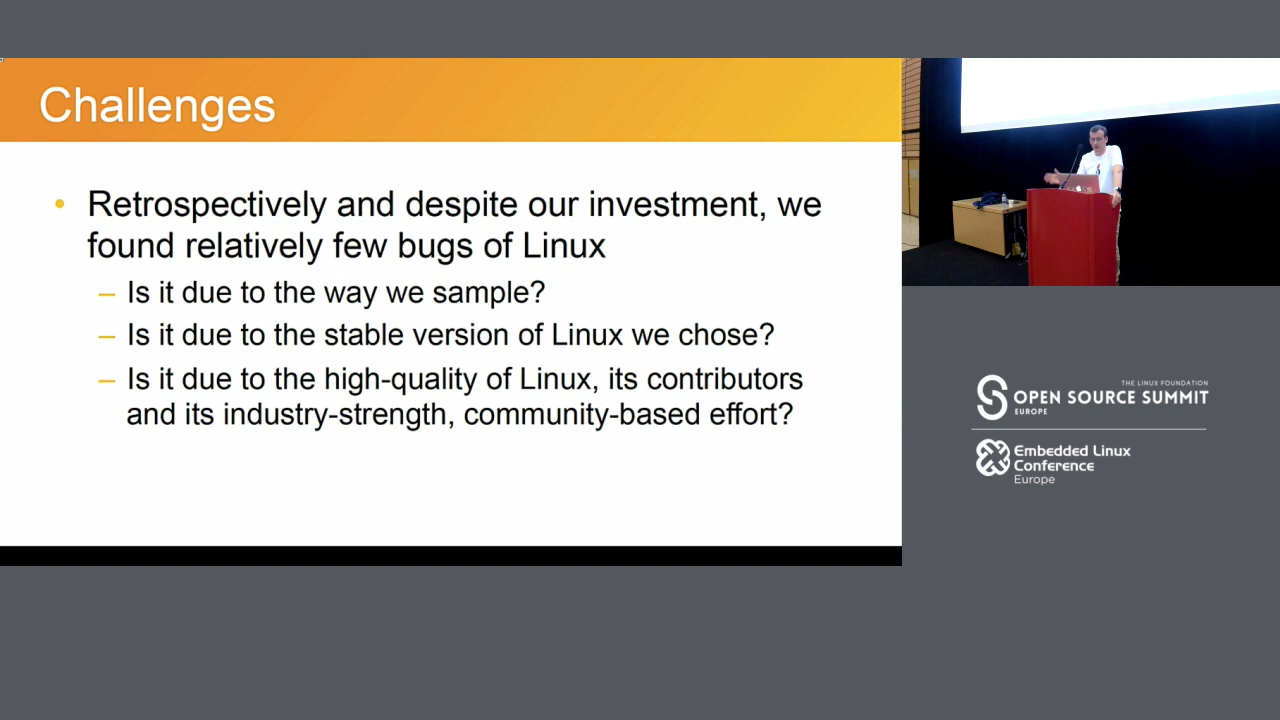 Challenges
• Retrospectively and despite our investment, we
found relatively few bugs of Linux
– Is it due to the way we sample?
– Is it due to the stable version of Linux we chose?
– Is it due to the high-quality of Linux, its contributors
and its industry-strength, community-based effort?
THE LINUX FOUNDATION
OPEN SOURCE SUMMIT
EUROPE
Embedded Linux
Conference
Europe